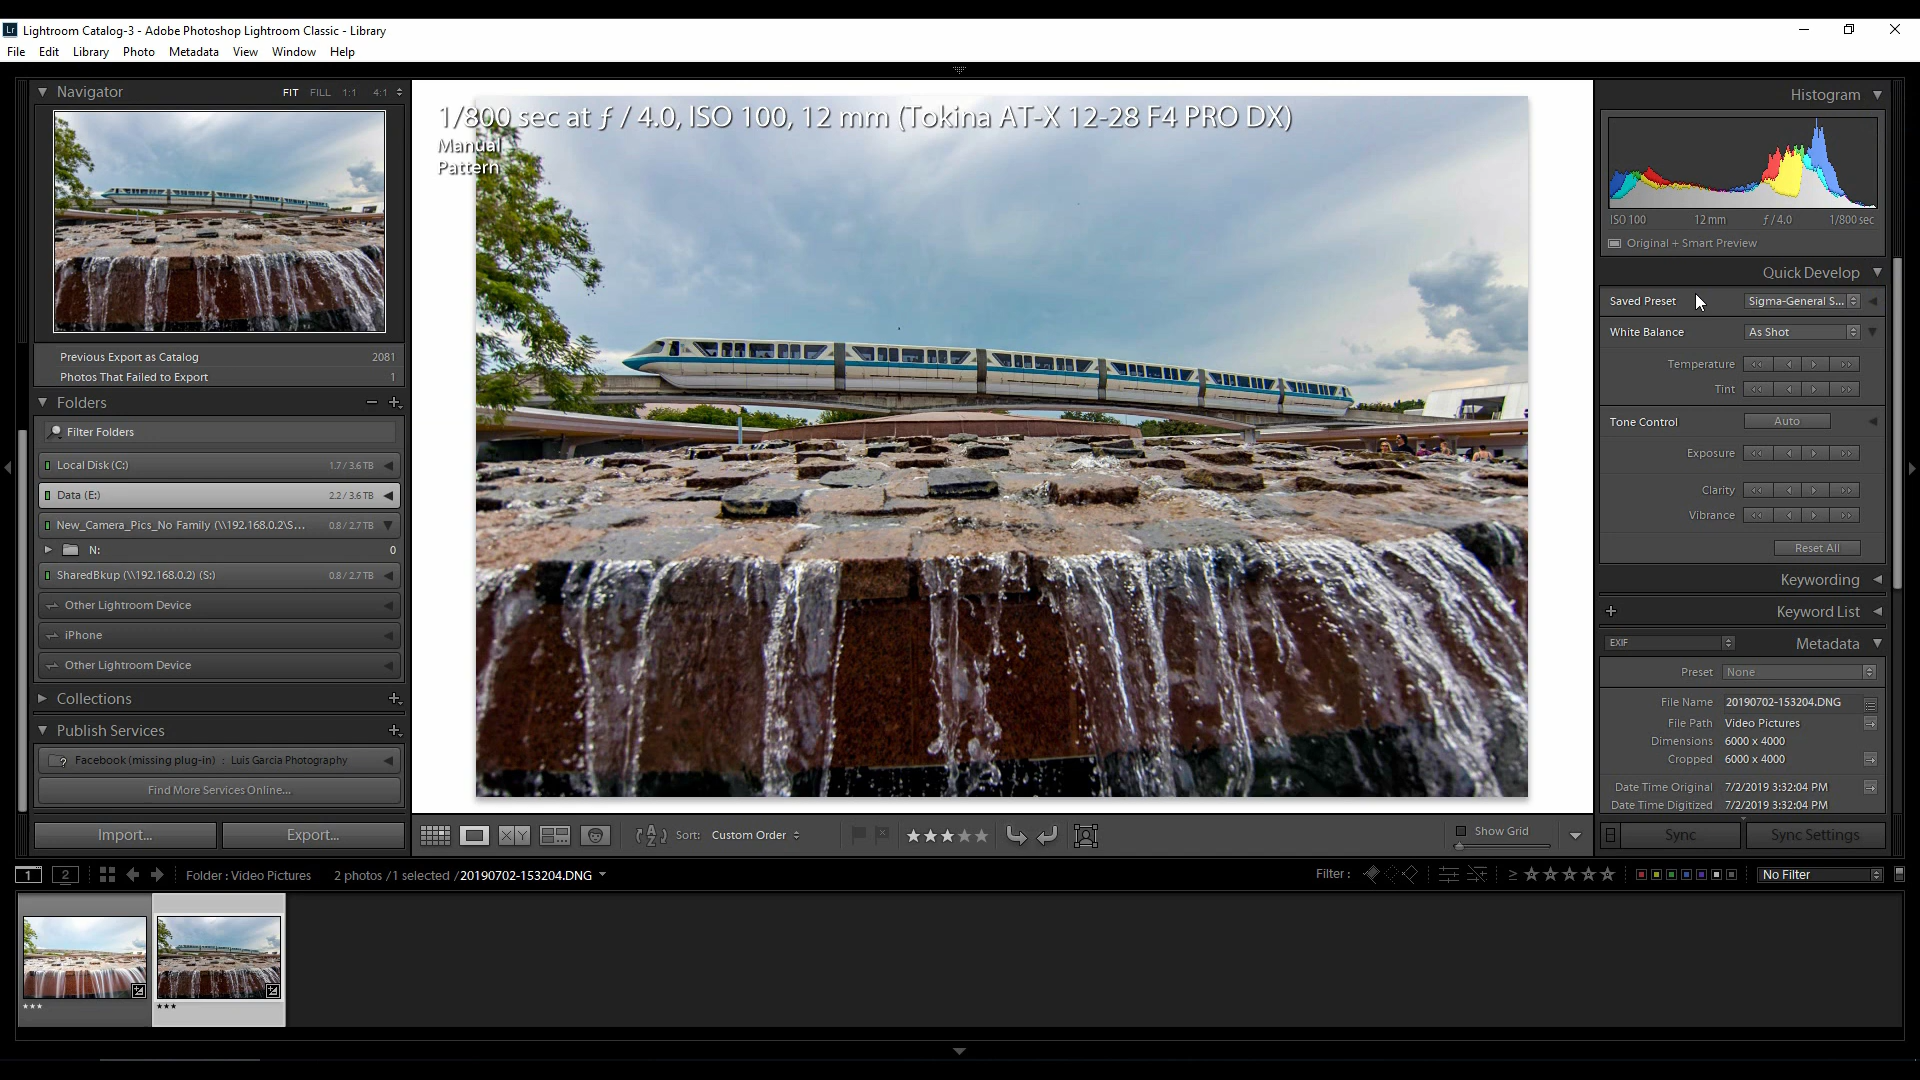 Lr Lightroom Catalog-3 - Adobe Photoshop Lightroom Classic - Library
File Edit Library Photo Metadata View Window Help
Navigator FIT FILL 1:1 4:1
Previous Export as Catalog 2081
Photos That Failed to Export 1
Folders
Filter Folders
Local Disk (C:) 1.7 / 3.6 TB
Data (E:) 2.2 / 3.6 TB
New_Camera_Pics_No Family (\\192.168.0.2\S... 0.8 / 2.7 TB
N: 0
SharedBkup (\\192.168.0.2) (S:) 0.8 / 2.7 TB
Other Lightroom Device
iPhone
Other Lightroom Device
Collections
Publish Services
Facebook (missing plug-in) : Luis Garcia Photography
Find More Services Online...
Import... Export...
1/800 sec at ƒ / 4.0, ISO 100, 12 mm (Tokina AT-X 12-28 F4 PRO DX)
Manual
Pattern
Sort: Custom Order
Show Grid
Histogram
ISO 100 12 mm ƒ / 4.0 1/800 sec
Original + Smart Preview
Quick Develop
Saved Preset Sigma-General S...
White Balance As Shot
Temperature
Tint
Tone Control Auto
Exposure
Clarity
Vibrance
Reset All
Keywording
Keyword List
EXIF Metadata
Preset None
File Name 20190702-153204.DNG
File Path Video Pictures
Dimensions 6000 x 4000
Cropped 6000 x 4000
Date Time Original 7/2/2019 3:32:04 PM
Date Time Digitized 7/2/2019 3:32:04 PM
Sync Sync Settings
1 2 Folder : Video Pictures 2 photos / 1 selected / 20190702-153204.DNG Filter : No Filter